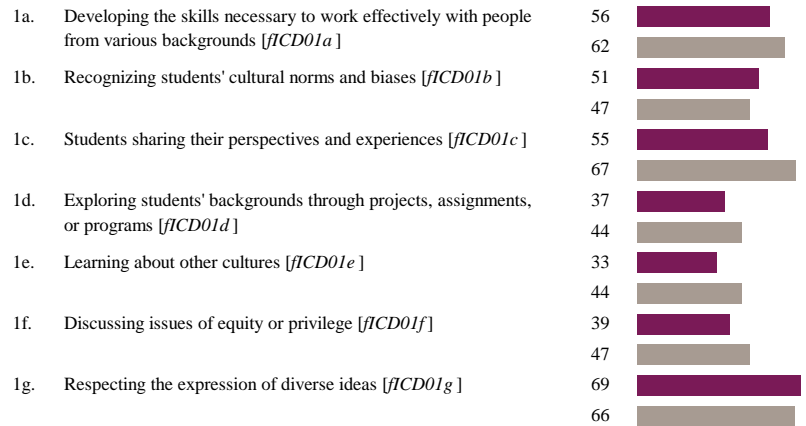 1a. Developing the skills necessary to work effectively with people 56
from various backgrounds [fICD01a] 62
1b. Recognizing students' cultural norms and biases [fICD01b] 51
47
1c. Students sharing their perspectives and experiences [fICD01c] 55
67
1d. Exploring students' backgrounds through projects, assignments, 37
or programs [fICD01d] 44
1e. Learning about other cultures [fICD01e] 33
44
1f. Discussing issues of equity or privilege [fICD01f] 39
47
1g. Respecting the expression of diverse ideas [fICD01g] 69
66